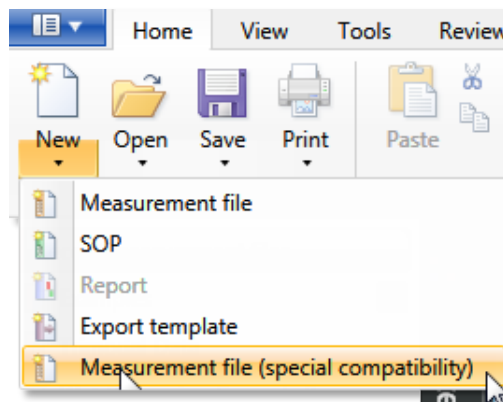 Home View Tools Review
New Open Save Print Paste
Measurement file
SOP
Report
Export template
Measurement file (special compatibility)